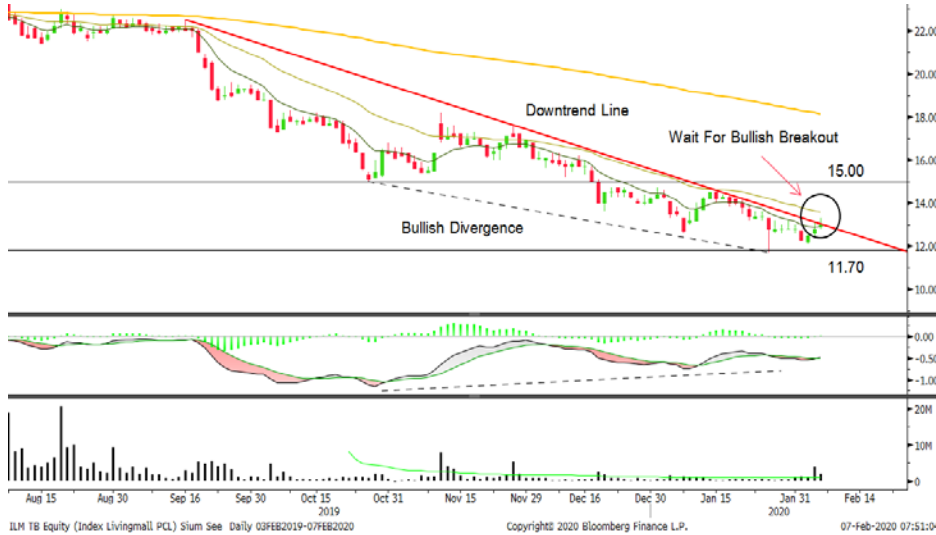 22.00
20.00
Downtrend Line
18.00
Wait For Bullish Breakout
16.00
15.00
14.00
Bullish Divergence
12.00
11.70
10.00
0.00
-0.50
-1.00
20M
10M
0
Aug 15 Aug 30 Sep 16 Sep 30 Oct 15 Oct 31 Nov 15 Nov 29 Dec 16 Dec 30 Jan 15 Jan 31 Feb 14
2019 2020
ILM TB Equity (Index Livingmall PCL) Sium See Daily 03FEB2019-07FEB2020 Copyright© 2020 Bloomberg Finance L.P. 07-Feb-2020 07:51:04